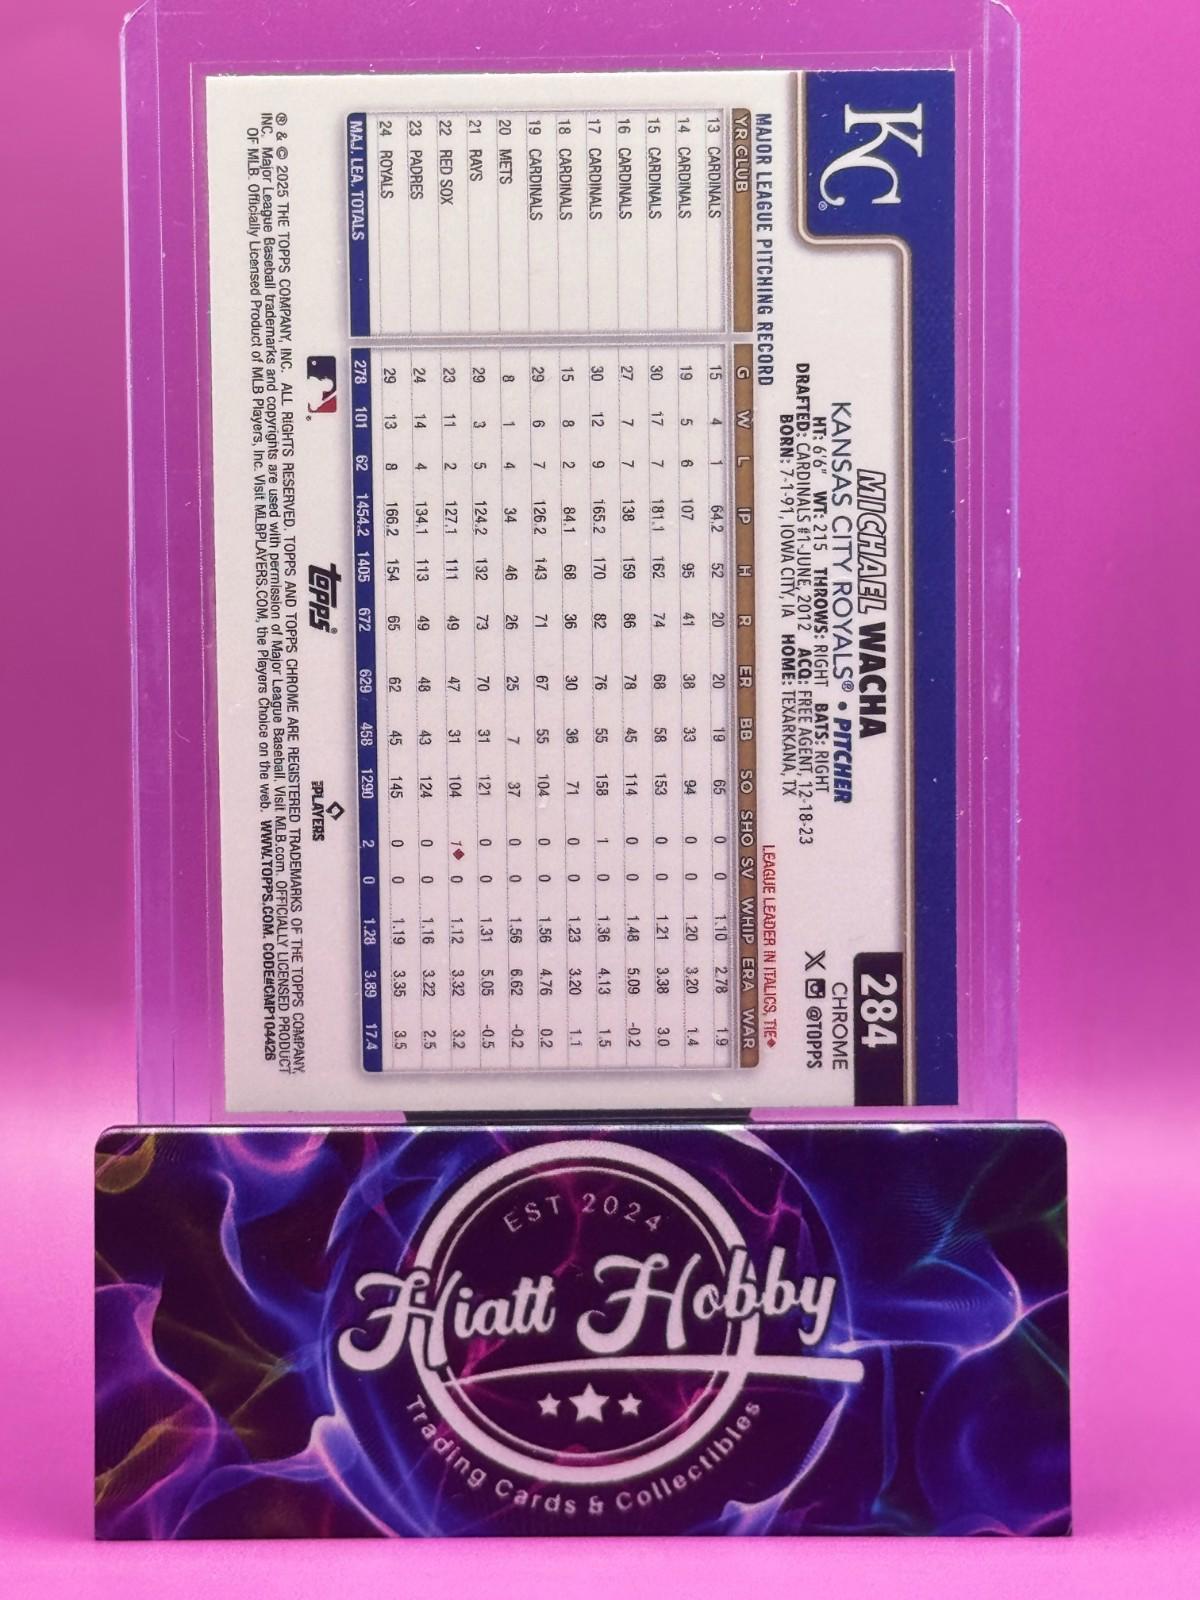 KC®
284
CHROME
X @TOPPS
MICHAEL WACHA
KANSAS CITY ROYALS® • PITCHER
HT: 6'6" WT: 215 THROWS: RIGHT BATS: RIGHT
DRAFTED: CARDINALS #1-JUNE, 2012 ACQ: FREE AGENT, 12-18-23
BORN: 7-1-91, IOWA CITY, IA HOME: TEXARKANA, TX
MAJOR LEAGUE PITCHING RECORD
LEAGUE LEADER IN ITALICS, TIE◆
YR CLUB G W L IP H R ER BB SO SHO SV WHIP ERA WAR
13 CARDINALS 15 4 1 64.2 52 20 20 19 65 0 0 1.10 2.78 1.9
14 CARDINALS 19 5 6 107 95 41 38 33 94 0 0 1.20 3.20 1.4
15 CARDINALS 30 17 7 181.1 162 74 68 58 153 0 0 1.21 3.38 3.0
16 CARDINALS 27 7 7 138 159 86 78 45 114 0 0 1.48 5.09 -0.2
17 CARDINALS 30 12 9 165.2 170 82 76 55 158 1 0 1.36 4.13 1.5
18 CARDINALS 15 8 2 84.1 68 36 30 36 71 0 0 1.23 3.20 1.1
19 CARDINALS 29 6 7 126.2 143 71 67 55 104 0 0 1.56 4.76 0.2
20 METS 8 1 4 34 46 26 25 7 37 0 0 1.56 6.62 -0.2
21 RAYS 29 3 5 124.2 132 73 70 31 121 0 0 1.31 5.05 -0.5
22 RED SOX 23 11 2 127.1 111 49 47 31 104 1◆ 0 1.12 3.32 3.2
23 PADRES 24 14 4 134.1 113 49 48 43 124 0 0 1.16 3.22 2.5
24 ROYALS 29 13 8 166.2 154 65 62 45 145 0 0 1.19 3.35 3.5
MAJ. LEA. TOTALS 278 101 62 1454.2 1405 672 629 458 1290 2 0 1.28 3.89 17.4
topps®
PLAYERS
® & © 2025 THE TOPPS COMPANY, INC. ALL RIGHTS RESERVED. TOPPS AND TOPPS CHROME ARE REGISTERED TRADEMARKS OF THE TOPPS COMPANY,
INC. Major League Baseball trademarks and copyrights are used with permission of Major League Baseball. Visit MLB.com. OFFICIALLY LICENSED PRODUCT
OF MLB. Officially Licensed Product of MLB Players, Inc. Visit MLBPLAYERS.COM, the Players Choice on the web. WWW.TOPPS.COM. CODE#CMP104426
EST 2024
Hiatt Hobby
Trading Cards & Collectibles